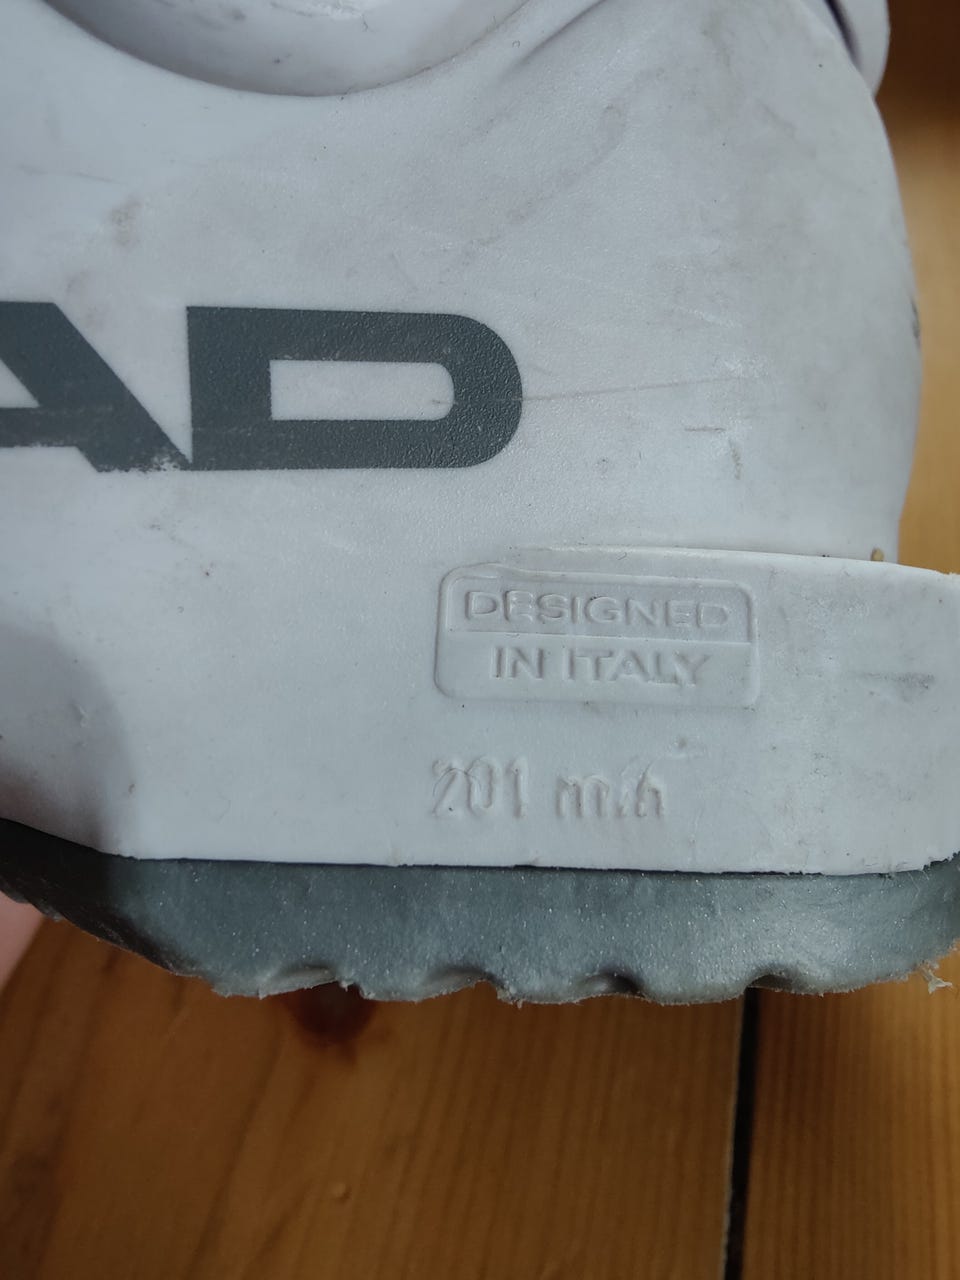 AD
DESIGNED
IN ITALY
201 m/h